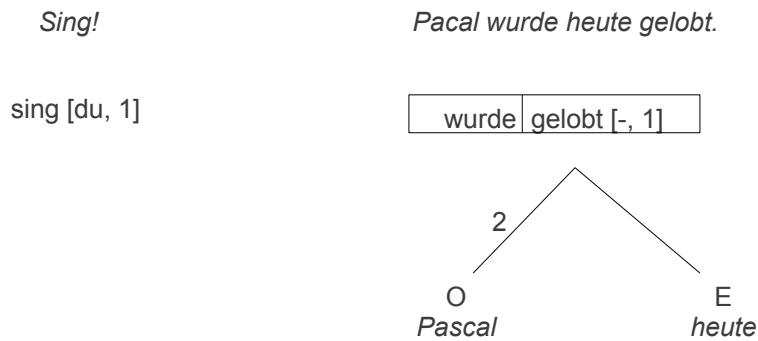 Sing!
Pacal wurde heute gelobt.
sing [du, 1]
wurde gelobt [-, 1]
2
O E
Pascal heute